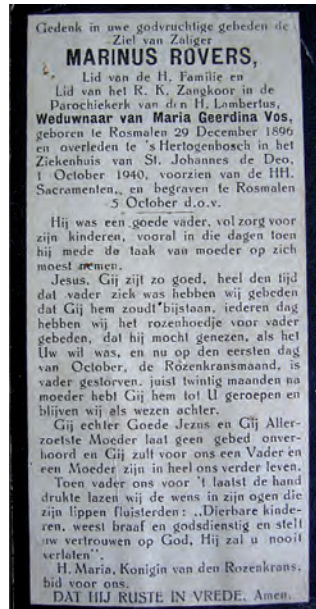 Gedenk in uwe godvruchtige gebeden de
Ziel van Zaliger
MARINUS ROVERS,
Lid van de H. Familie en
Lid van het R. K. Zangkoor in de
Parochiekerk van den H. Lambertus,
Weduwnaar van Maria Geerdina Vos,
geboren te Rosmalen 29 December 1896
en overleden te 's Hertogenbosch in het
Ziekenhuis van St. Johannes de Deo,
1 October 1940, voorzien van de HH.
Sacramenten, en begraven te Rosmalen
5 October d.o.v.
Hij was een goede vader, vol zorg voor
zijn kinderen, vooral in die dagen toen
hij mede de taak van moeder op zich
moest nemen.
Jesus, Gij zijt zo goed, heel den tijd
dat vader ziek was hebben wij gebeden
dat Gij hem zoudt bijstaan, iederen dag
hebben wij het rozenhoedje voor vader
gebeden, dat hij mocht genezen, als het
Uw wil was, en nu op den eersten dag
van October, de Rozenkransmaand, is
vader gestorven, juist twintig maanden na
moeder hebt Gij hem tot U geroepen en
blijven wij als wezen achter.
Gij echter Goede Jezus en Gij Aller-
zoetste Moeder laat geen gebed onver-
hoord en Gij zult voor ons een Vader en
een Moeder zijn in heel ons verder leven.
Toen vader ons voor 't laatst de hand
drukte lazen wij de wens in zijn ogen die
zijn lippen fluisterden: „Dierbare kinde-
ren, weest braaf en godsdienstig en stelt
uw vertrouwen op God, Hij zal u nooit
verlaten".
H. Maria, Konigin van den Rozenkrans,
bid voor ons.
DAT HIJ RUSTE IN VREDE. Amen.